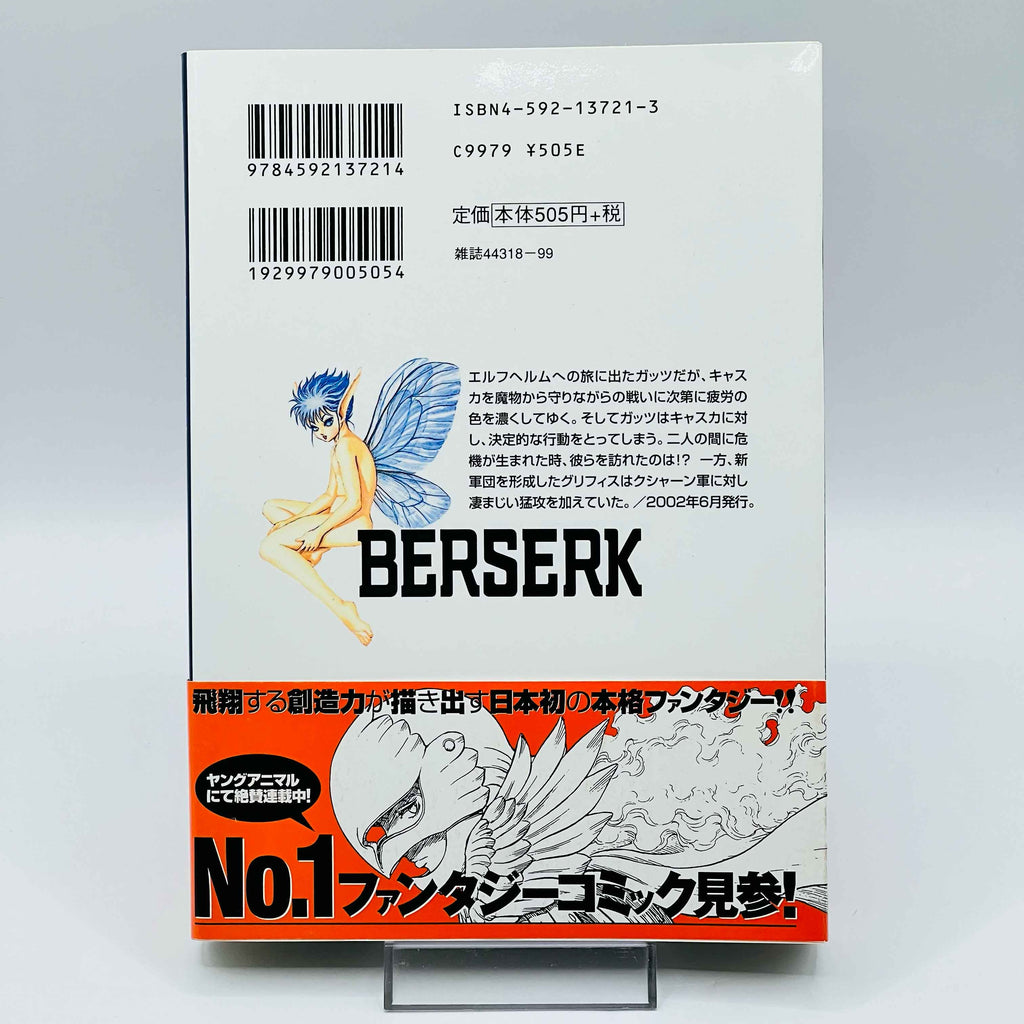 ISBN4-592-13721-3
C9979 ¥505E
9784592137214
定価本体505円+税
雑誌44318-99
1929979005054
エルフヘルムへの旅に出たガッツだが、キャス
カを魔物から守りながらの戦いに次第に疲労の
色を濃くしてゆく。そしてガッツはキャスカに対
し、決定的な行動をとってしまう。二人の間に危
機が生まれた時、彼らを訪れたのは!? 一方、新
軍団を形成したグリフィスはクシャーン軍に対し
凄まじい猛攻を加えていた。／2002年6月発行。
BERSERK
飛翔する創造力が描き出す日本初の本格ファンタジー!!
ヤングアニマル
にて絶賛連載中!
No.1ファンタジーコミック見参!